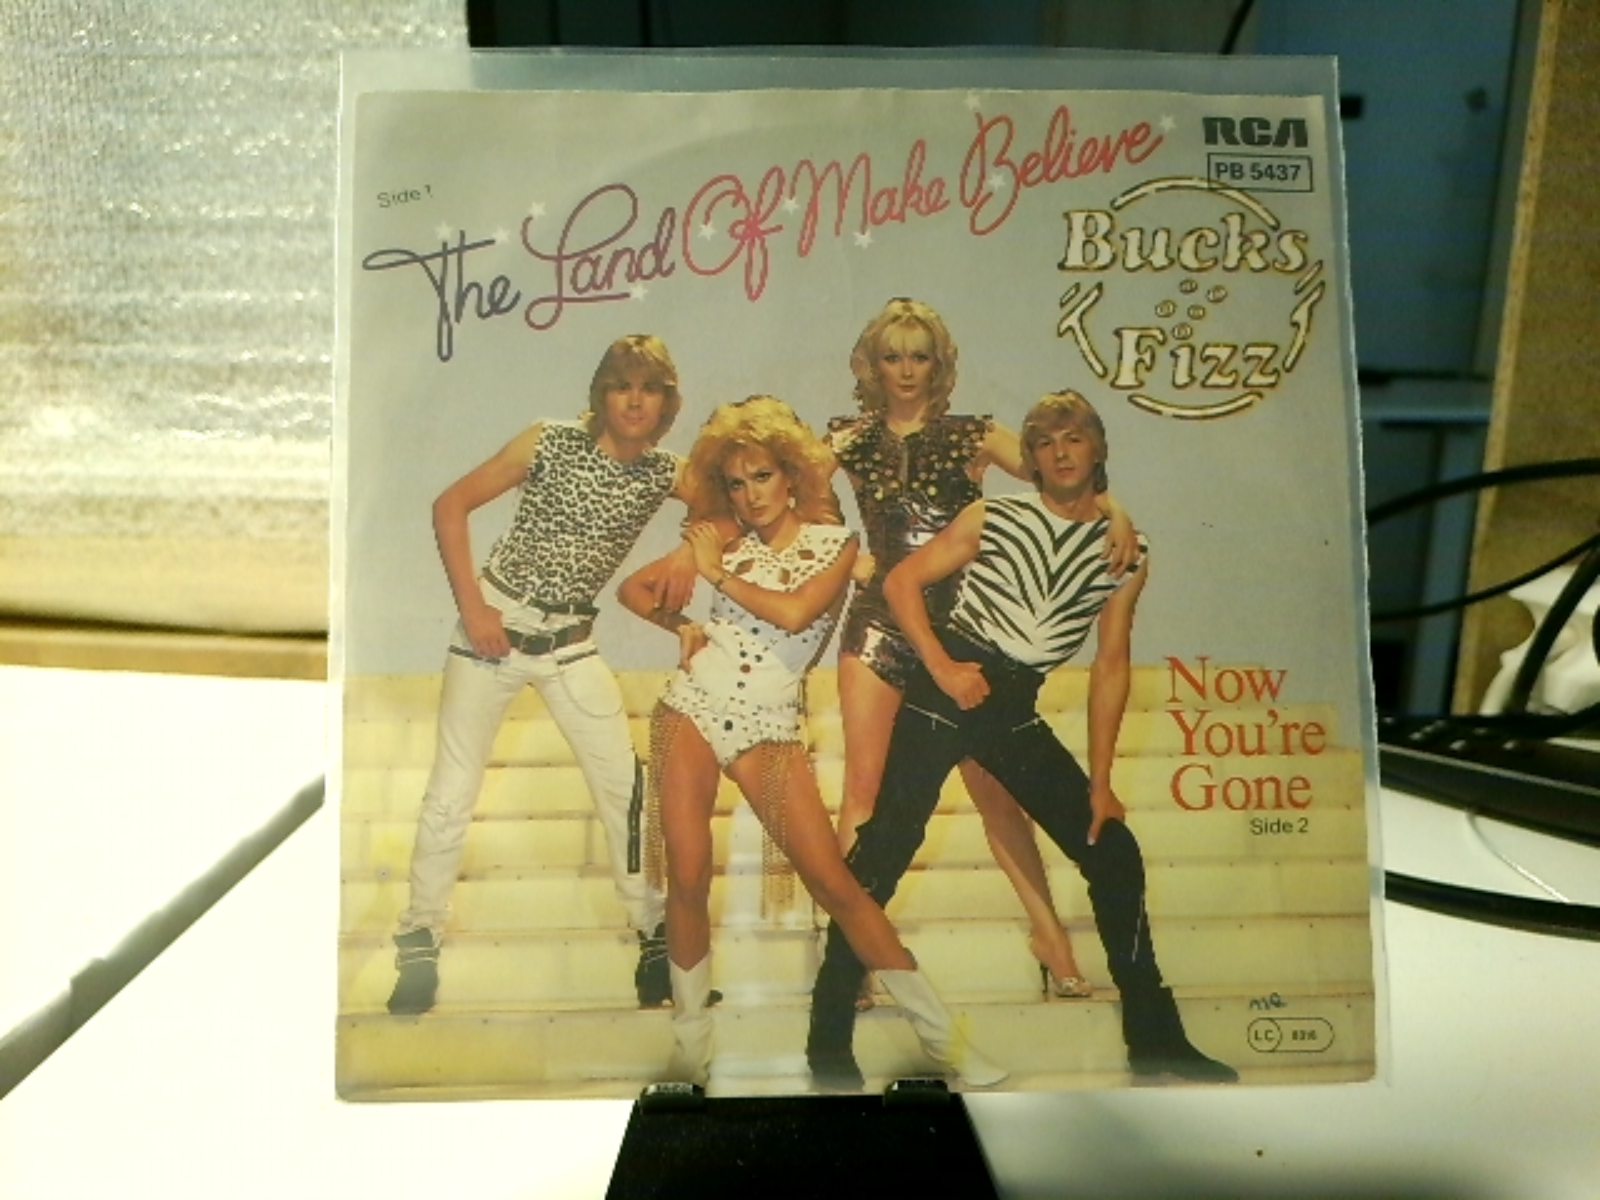 RCA
PB 5437
Side 1
The Land Of Make Believe
Bucks
Fizz
Now
You're
Gone
Side 2
LC